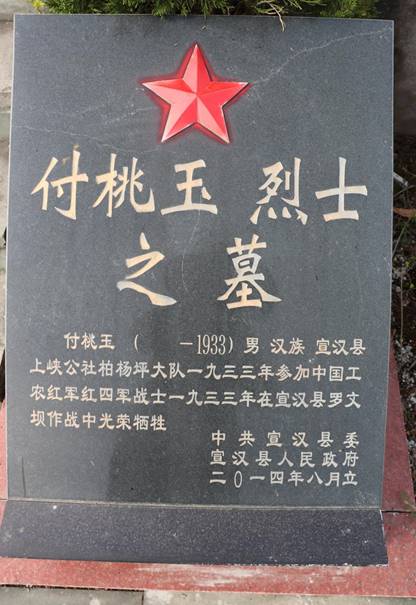 付桃玉 烈士
之墓
付桃玉 （ —1933）男 汉族 宣汉县
上峡公社柏杨坪大队一九三三年参加中国工
农红军红四军战士一九三三年在宣汉县罗文
坝作战中光荣牺牲
中共宣汉县委
宣汉县人民政府
二〇一四年八月立